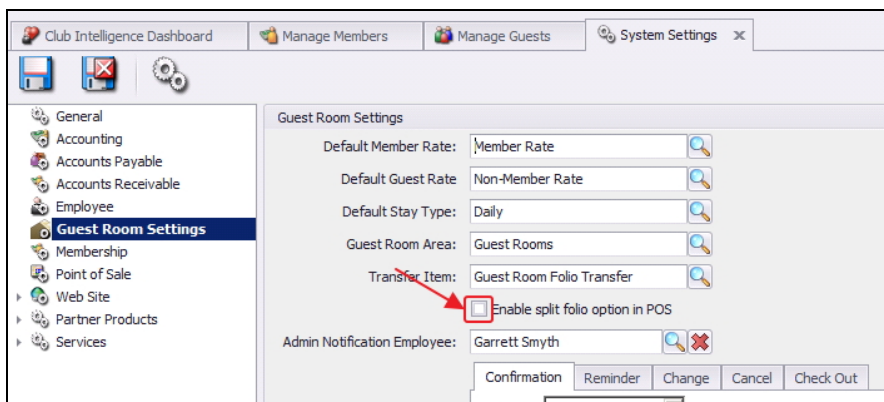 Club Intelligence Dashboard
Manage Members
Manage Guests
System Settings
General
Accounting
Accounts Payable
Accounts Receivable
Employee
Guest Room Settings
Membership
Point of Sale
Web Site
Partner Products
Services
Guest Room Settings
Default Member Rate: Member Rate
Default Guest Rate Non-Member Rate
Default Stay Type: Daily
Guest Room Area: Guest Rooms
Transfer Item: Guest Room Folio Transfer
Enable split folio option in POS
Admin Notification Employee: Garrett Smyth
Confirmation Reminder Change Cancel Check Out